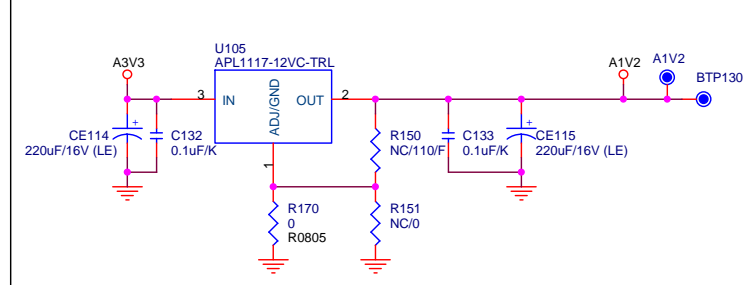 U105
APL1117-12VC-TRL
A3V3
A1V2
A1V2
BTP130
3
IN
OUT
2
ADJ/GND
1
+
CE114
220uF/16V (LE)
C132
0.1uF/K
R150
NC/110/F
C133
0.1uF/K
+
CE115
220uF/16V (LE)
R170
0
R0805
R151
NC/0